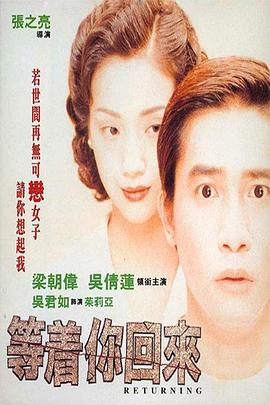 張之亮
導演
若世間再無可戀女子
請你想起我
梁朝偉 吳倩蓮 領銜主演
吳君如 飾演 茱莉亞
等着你回來
RETURNING